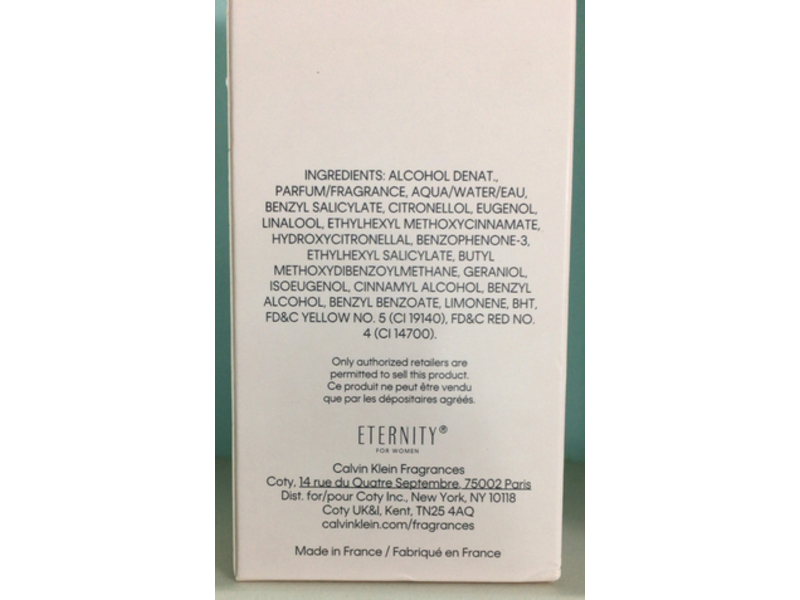 INGREDIENTS: ALCOHOL DENAT.,
PARFUM/FRAGRANCE, AQUA/WATER/EAU,
BENZYL SALICYLATE, CITRONELLOL, EUGENOL,
LINALOOL, ETHYLHEXYL METHOXYCINNAMATE,
HYDROXYCITRONELLAL, BENZOPHENONE-3,
ETHYLHEXYL SALICYLATE, BUTYL
METHOXYDIBENZOYLMETHANE, GERANIOL,
ISOEUGENOL, CINNAMYL ALCOHOL, BENZYL
ALCOHOL, BENZYL BENZOATE, LIMONENE, BHT,
FD&C YELLOW NO. 5 (CI 19140), FD&C RED NO.
4 (CI 14700).
Only authorized retailers are
permitted to sell this product.
Ce produit ne peut être vendu
que par les dépositaires agréés.
ETERNITY®
FOR WOMEN
Calvin Klein Fragrances
Coty, 14 rue du Quatre Septembre, 75002 Paris
Dist. for/pour Coty Inc., New York, NY 10118
Coty UK&I, Kent, TN25 4AQ
calvinklein.com/fragrances
Made in France / Fabriqué en France